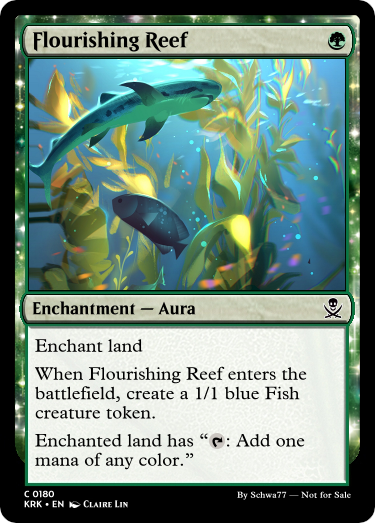 Flourishing Reef
Enchantment — Aura
Enchant land
When Flourishing Reef enters the
battlefield, create a 1/1 blue Fish
creature token.
Enchanted land has “: Add one
mana of any color.”
C 0180
KRK • EN Claire Lin
By Schwa77 — Not for Sale